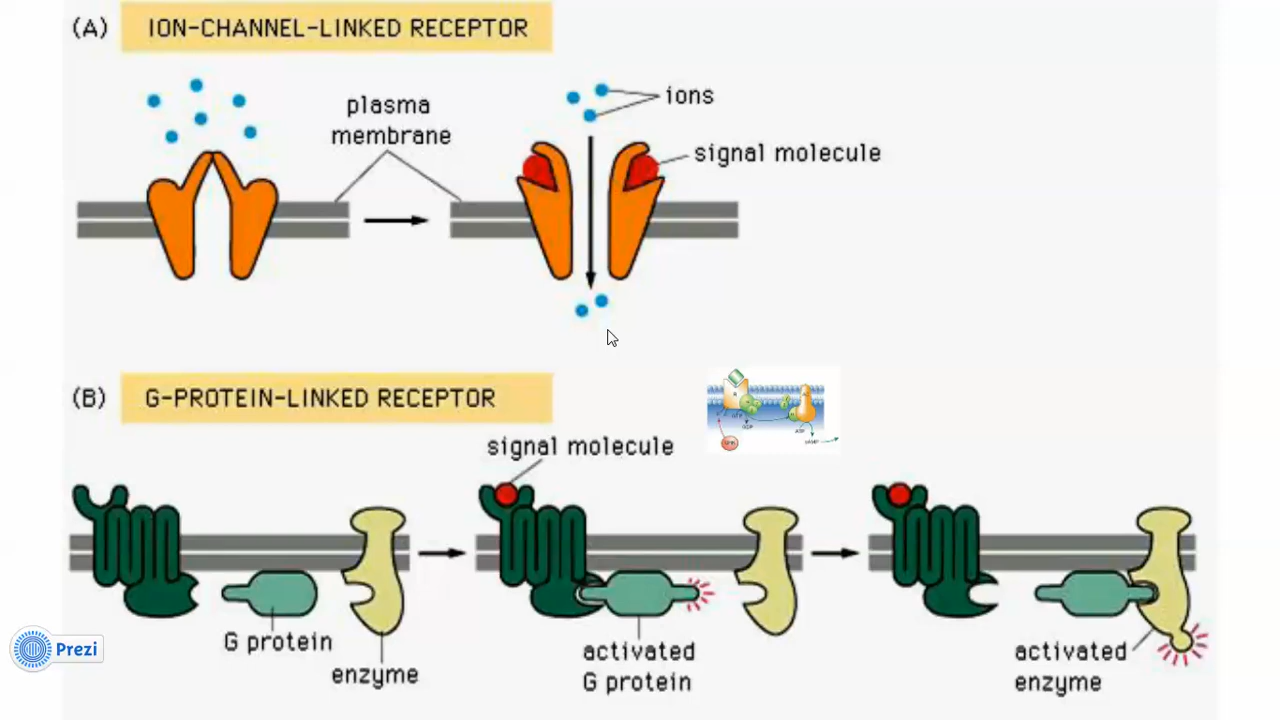 (A) ION-CHANNEL-LINKED RECEPTOR
plasma
membrane
ions
signal molecule
(B) G-PROTEIN-LINKED RECEPTOR
signal molecule
G protein
enzyme
activated
G protein
activated
enzyme
Prezi